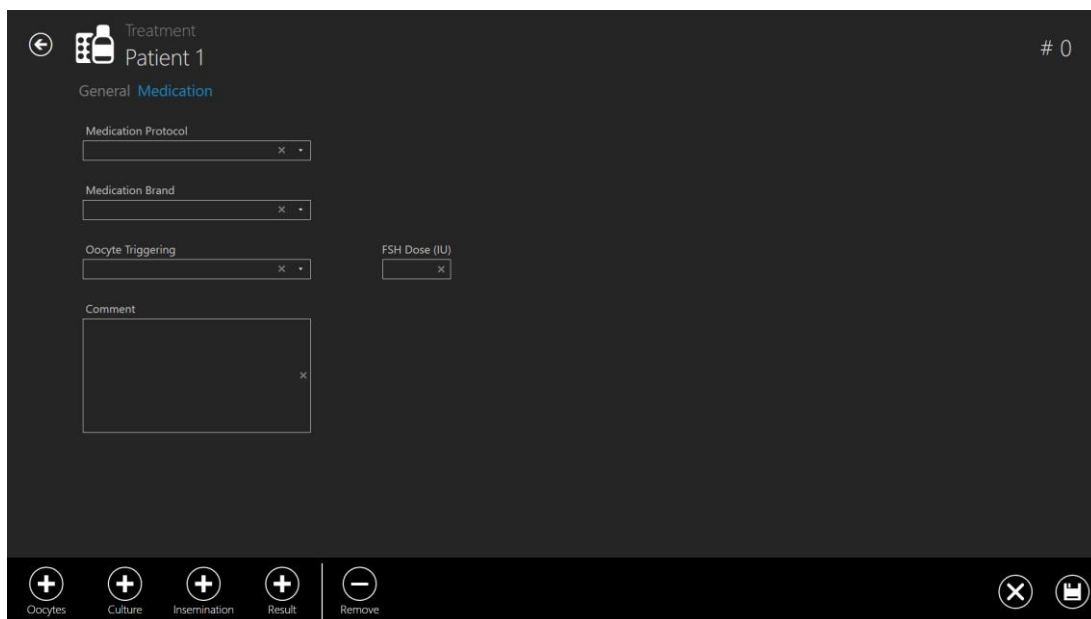 Treatment
Patient 1
# 0
General Medication
Medication Protocol
Medication Brand
Oocyte Triggering
FSH Dose (IU)
Comment
Oocytes
Culture
Insemination
Result
Remove